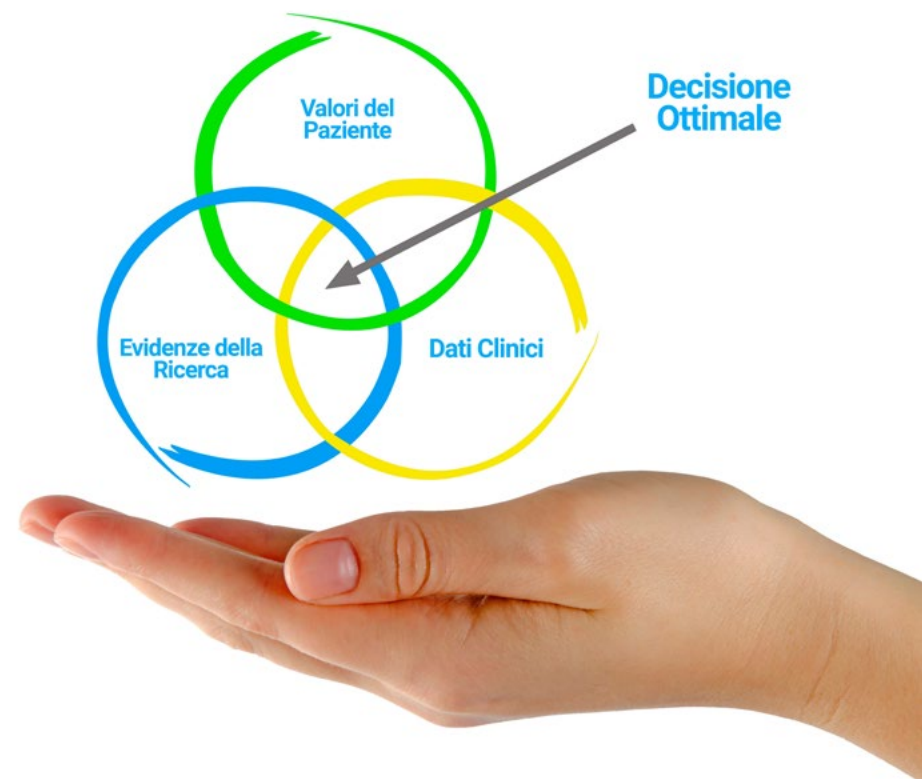 Valori del
Paziente
Decisione
Ottimale
Evidenze della
Ricerca
Dati Clinici